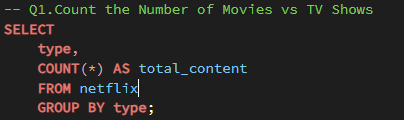 -- Q1.Count the Number of Movies vs TV Shows
SELECT
    type,
    COUNT(*) AS total_content
    FROM netflix
    GROUP BY type;